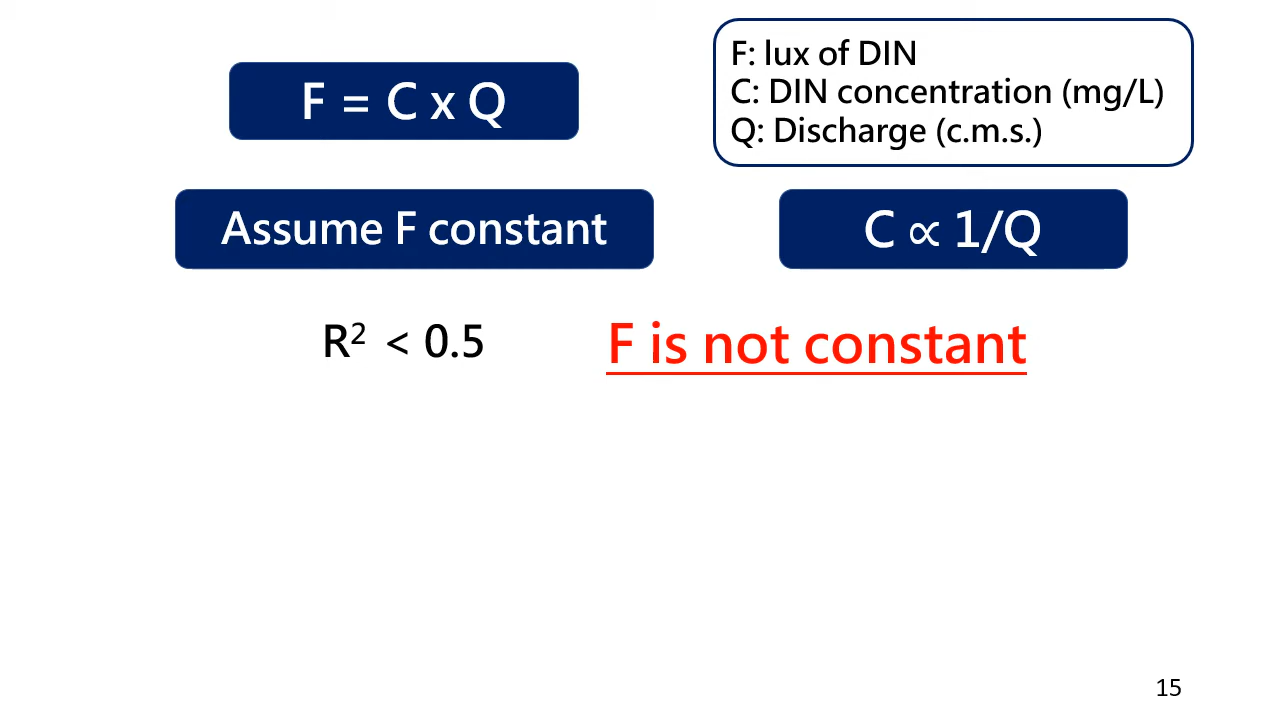 F = C x Q
F: lux of DIN
C: DIN concentration (mg/L)
Q: Discharge (c.m.s.)
Assume F constant
C ∝ 1/Q
R² < 0.5
F is not constant
15